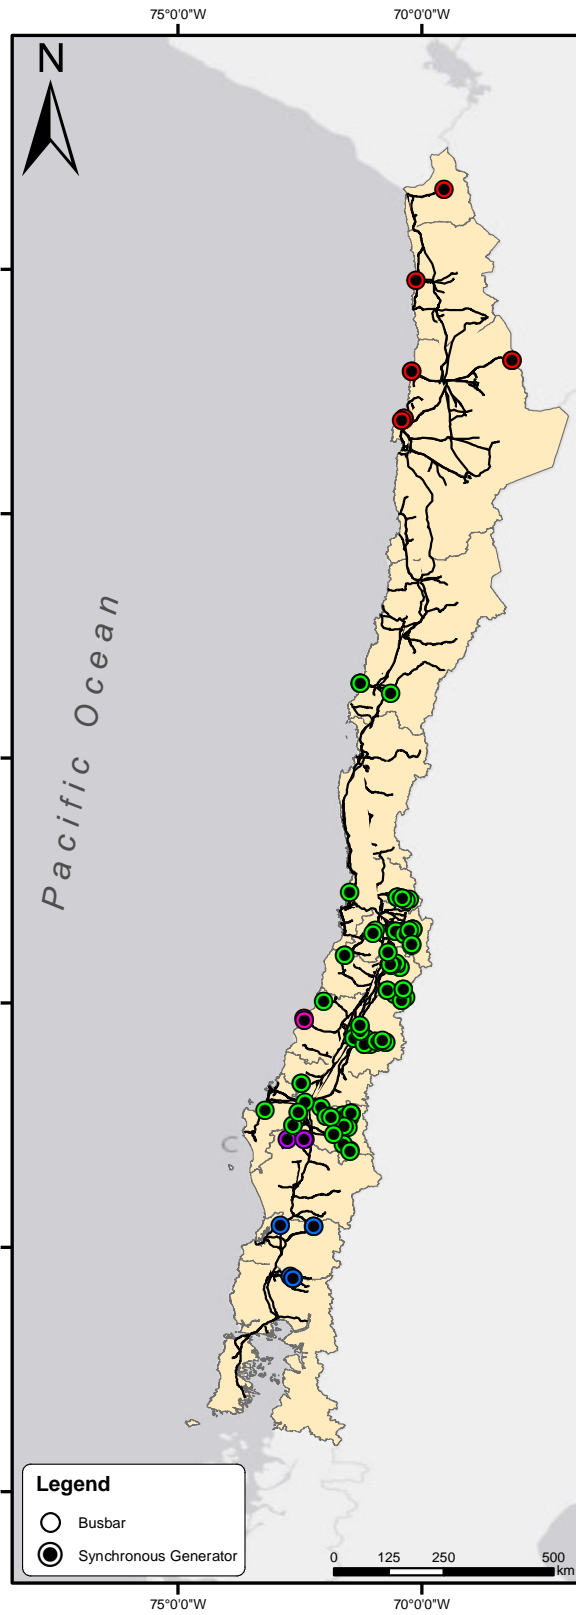 75°0'0"W 70°0'0"W
N
Pacific Ocean
Legend
Busbar
Synchronous Generator
0 125 250 500
km
75°0'0"W 70°0'0"W